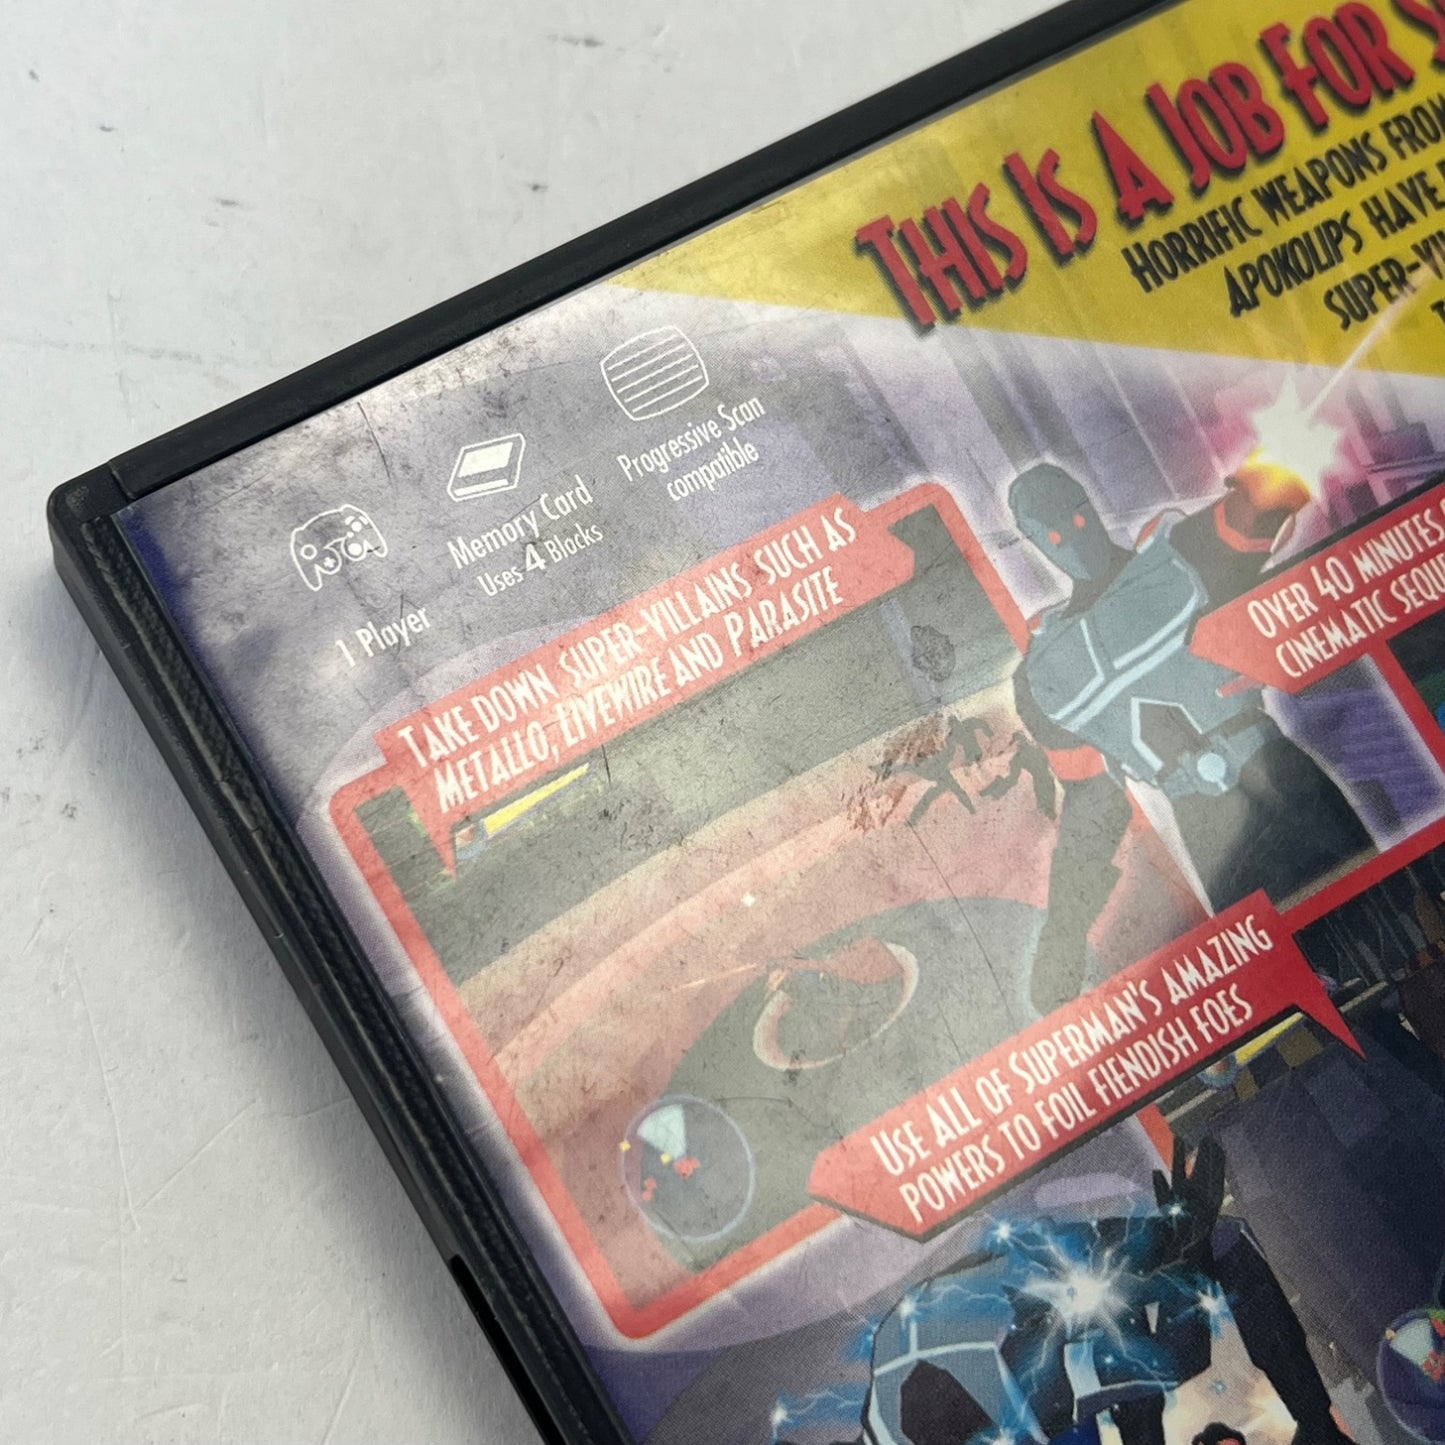 THIS IS A JOB FOR
HORRIFIC WEAPONS FROM
APOKOLIPS HAVE
1 Player
Memory Card
Uses 4 Blocks
Progressive Scan
compatible
TAKE DOWN SUPER-VILLAINS SUCH AS
METALLO, LIVEWIRE AND PARASITE
OVER 40 MINUTES
CINEMATIC
USE ALL OF SUPERMAN'S AMAZING
POWERS TO FOIL FIENDISH FOES